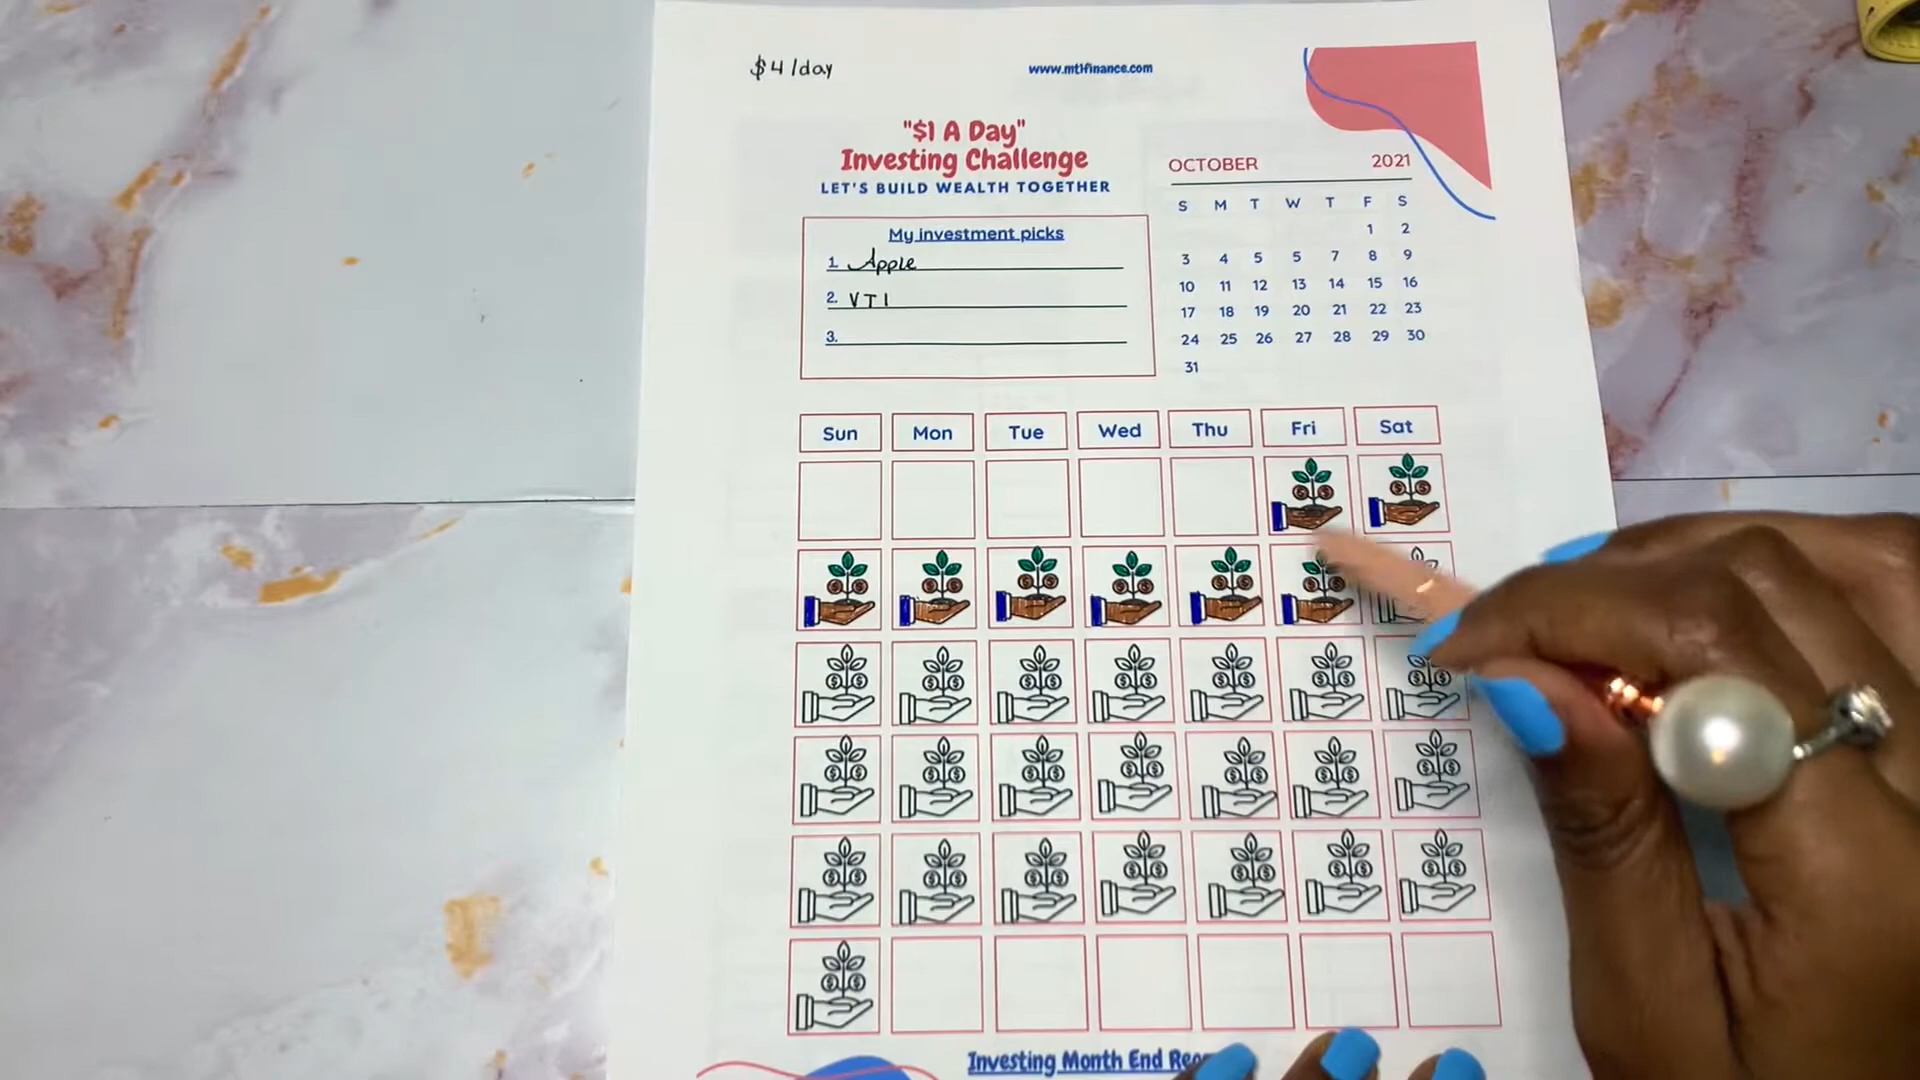 $4/day
www.mt1finance.com
"$1 A Day"
Investing Challenge
LET'S BUILD WEALTH TOGETHER
My investment picks
1. Apple
2. VTI
3.
OCTOBER 2021
S M T W T F S
1 2
3 4 5 5 7 8 9
10 11 12 13 14 15 16
17 18 19 20 21 22 23
24 25 26 27 28 29 30
31
Sun Mon Tue Wed Thu Fri Sat
Investing Month End